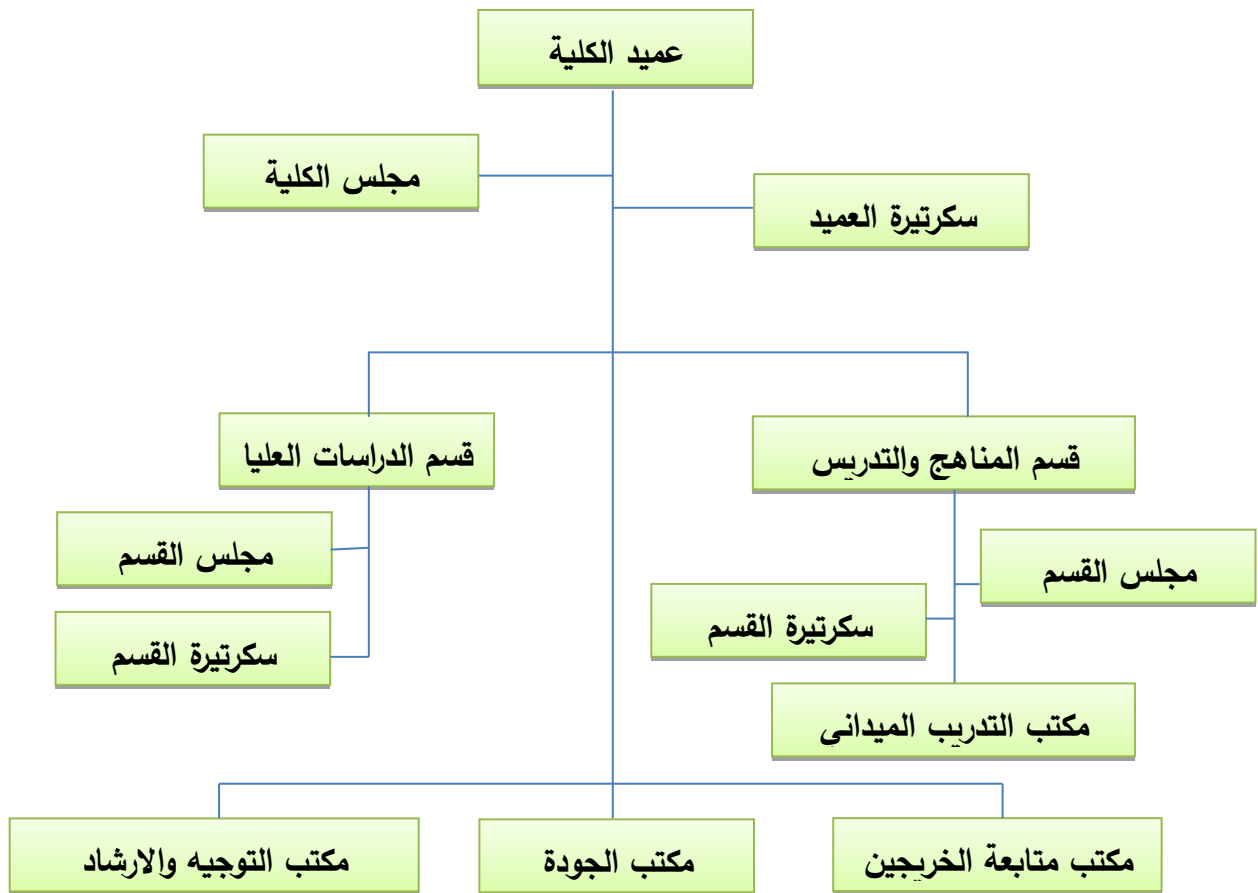 عميد الكلية
مجلس الكلية
سكرتيرة العميد
قسم المناهج والتدريس
قسم الدراسات العليا
مجلس القسم
مجلس القسم
سكرتيرة القسم
سكرتيرة القسم
مكتب التدريب الميداني
مكتب متابعة الخريجين
مكتب الجودة
مكتب التوجيه والارشاد